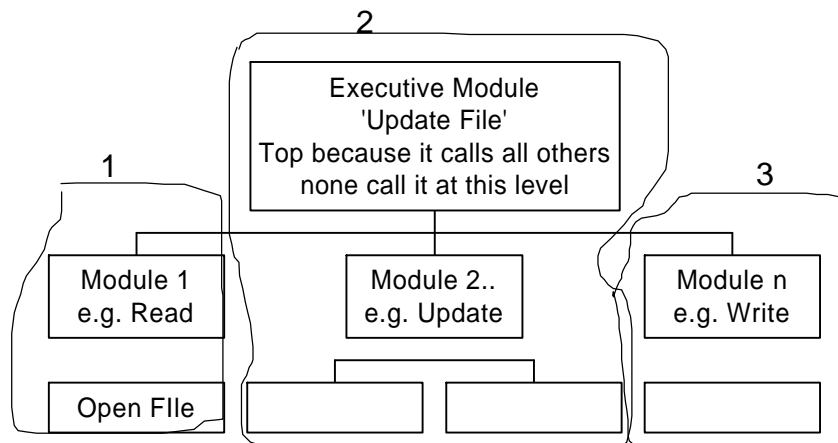 2
Executive Module
'Update File'
Top because it calls all others
none call it at this level
1
3
Module 1
e.g. Read
Module 2..
e.g. Update
Module n
e.g. Write
Open FIle